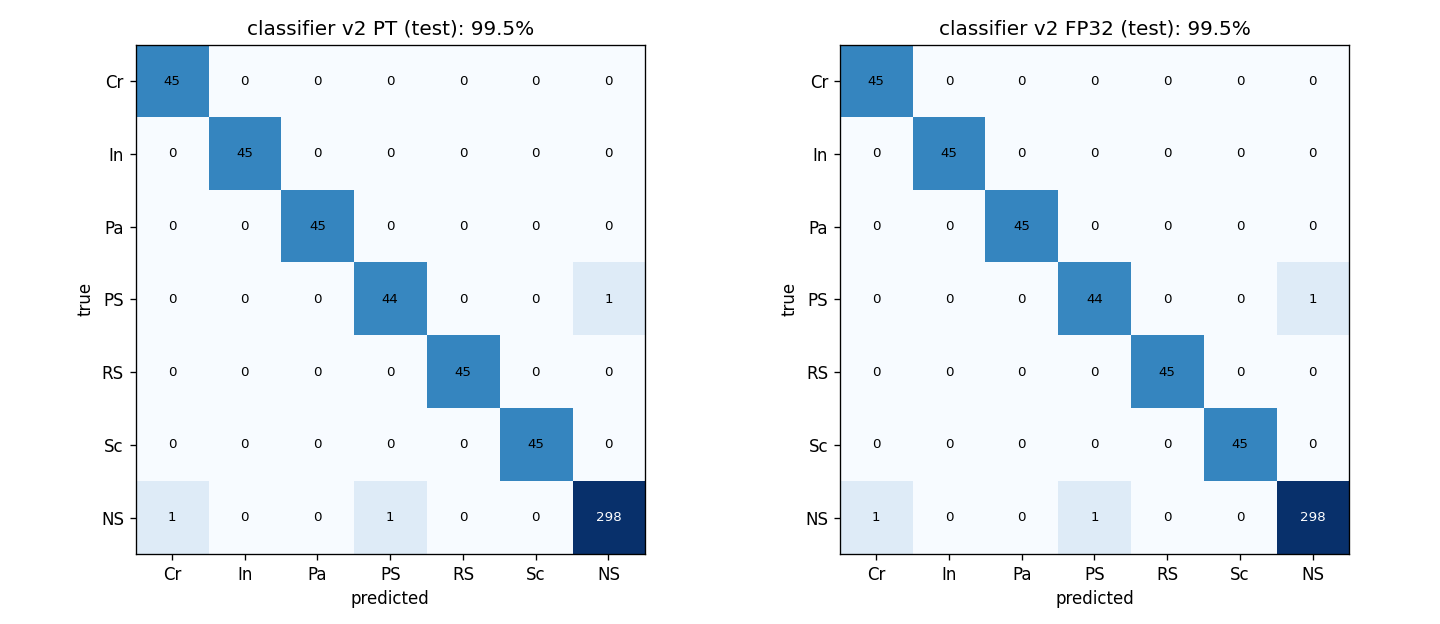 classifier v2 PT (test): 99.5%
Cr 45 0 0 0 0 0 0
In 0 45 0 0 0 0 0
Pa 0 0 45 0 0 0 0
PS 0 0 0 44 0 0 1
RS 0 0 0 0 45 0 0
Sc 0 0 0 0 0 45 0
NS 1 0 0 1 0 0 298
Cr In Pa PS RS Sc NS
predicted
true
classifier v2 FP32 (test): 99.5%
Cr 45 0 0 0 0 0 0
In 0 45 0 0 0 0 0
Pa 0 0 45 0 0 0 0
PS 0 0 0 44 0 0 1
RS 0 0 0 0 45 0 0
Sc 0 0 0 0 0 45 0
NS 1 0 0 1 0 0 298
Cr In Pa PS RS Sc NS
predicted
true